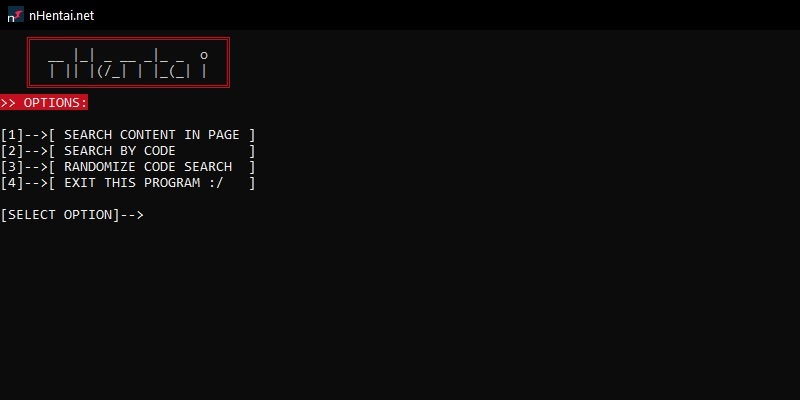 nHentai.net
nHentai
>> OPTIONS:
[1]-->[ SEARCH CONTENT IN PAGE ]
[2]-->[ SEARCH BY CODE ]
[3]-->[ RANDOMIZE CODE SEARCH ]
[4]-->[ EXIT THIS PROGRAM :/ ]
[SELECT OPTION]-->